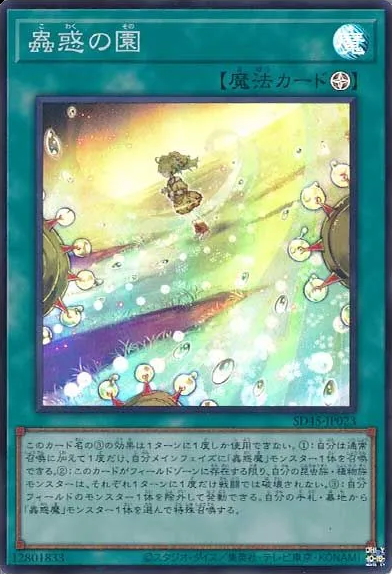 こわく その
蟲惑の園
魔
【魔法カード】
SD45-JP023
このカード名の③の効果は1ターンに1度しか使用できない。①：自分は通常
召喚に加えて1度だけ、自分メインフェイズに「蟲惑魔」モンスター1体を召喚
できる。②：このカードがフィールドゾーンに存在する限り、自分の昆虫族・植物族
モンスターは、それぞれ1ターンに1度だけ戦闘では破壊されない。③：自分
フィールドのモンスター1体を除外して発動できる。自分の手札・墓地から
「蟲惑魔」モンスター1体を選んで特殊召喚する。
12801833
©スタジオ・ダイス／集英社・テレビ東京・KONAMI